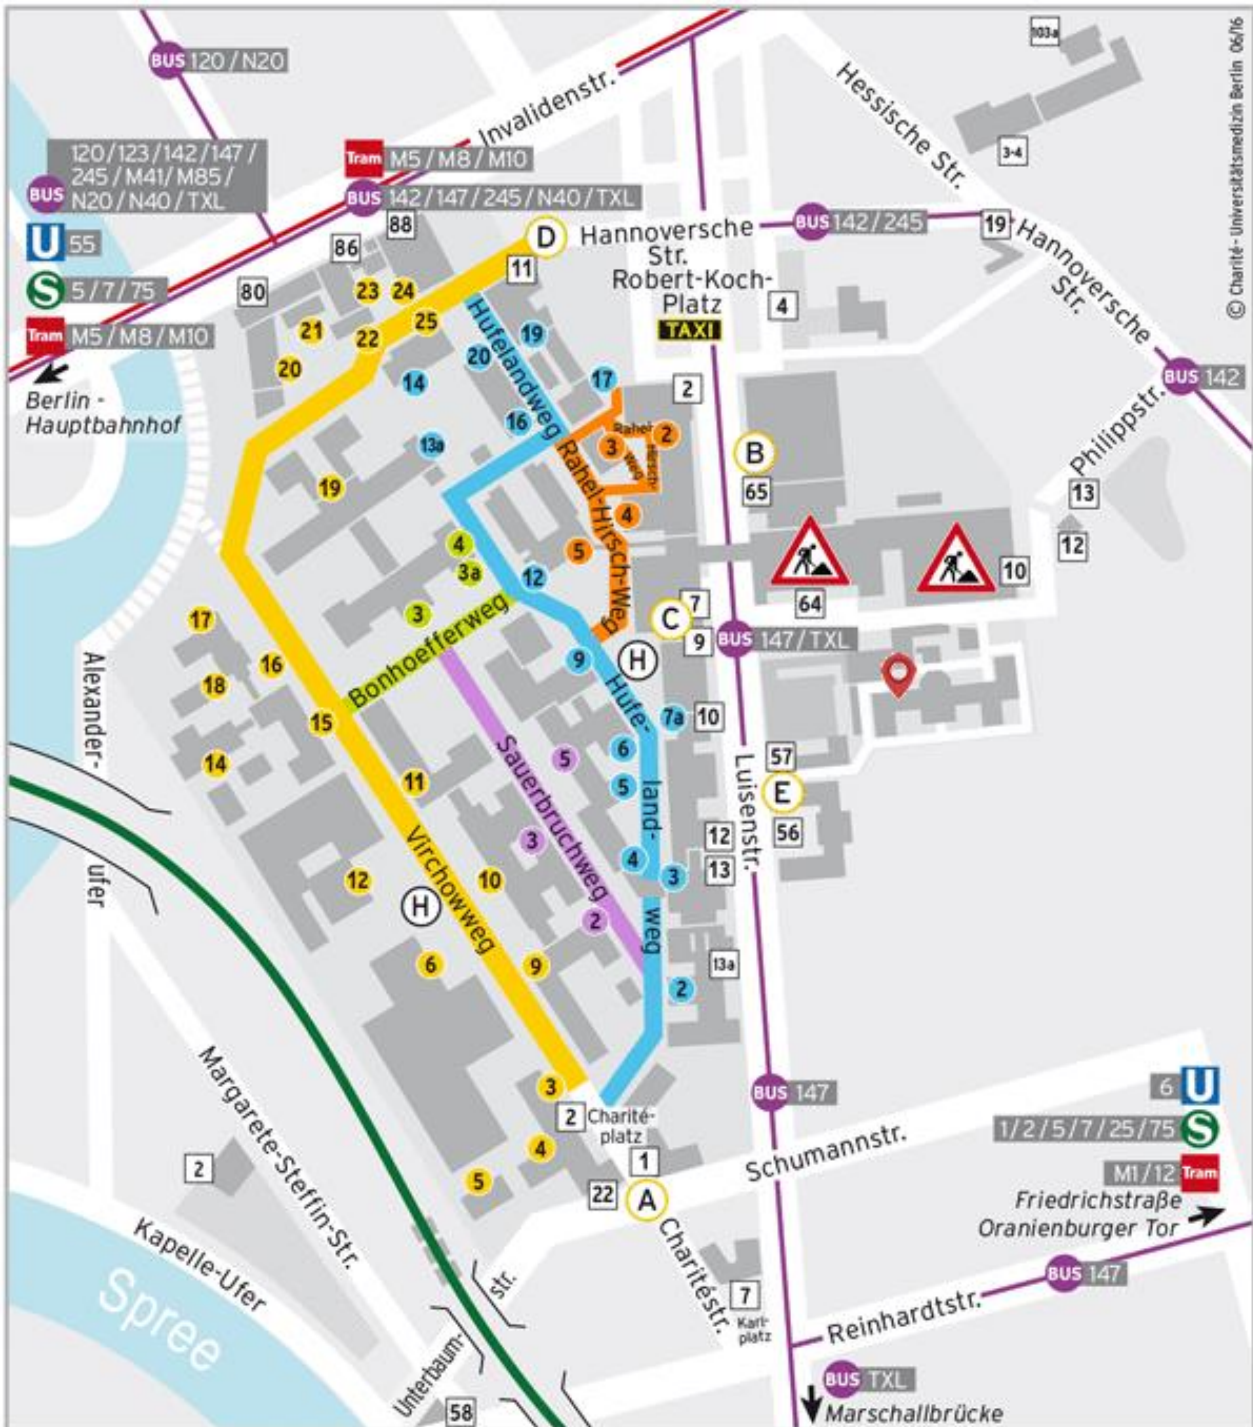 © Charité - Universitätsmedizin Berlin 06/16
103a
BUS 120 / N20
Invalidenstr.
Hessische Str.
3-4
120 / 123 / 142 / 147 /
245 / M41 / M85 /
N20 / N40 / TXL
BUS
Tram M5 / M8 / M10
BUS 142 / 147 / 245 / N40 / TXL
U 55
S 5 / 7 / 75
Tram M5 / M8 / M10
Berlin -
Hauptbahnhof
88
86
80
D
11
Hannoversche
Str.
Robert-Koch-
Platz
TAXI
BUS 142 / 245
19
Hannoversche
Str.
4
BUS 142
Philippstr.
23
24
25
21
22
20
Hufelandweg
19
20
14
17
16
13a
2
Rahel-
Hirsch-
Weg
3
2
B
65
19
Rahel-Hirsch-Weg
4
5
13
12
10
64
4
3a
3
12
Bonhoefferweg
7
C
9
H
BUS 147 / TXL
17
16
18
15
14
Alexander-
ufer
9
Hufe-
land-
weg
7a
10
6
5
5
Sauerbruchweg
57
E
56
Luisenstr.
11
3
4
3
12
13
Virchowweg
12
10
H
2
6
9
13a
2
Margarete-Steffin-Str.
3
2
Charité-
platz
BUS 147
Schumannstr.
6 U
1 / 2 / 5 / 7 / 25 / 75 S
M1 / 12 Tram
Friedrichstraße
Oranienburger Tor
4
5
1
22
A
2
Kapelle-Ufer
Spree
Charitéstr.
str.
Unterbaum-
58
7
Karl-
platz
BUS 147
Reinhardtstr.
BUS TXL
Marschallbrücke